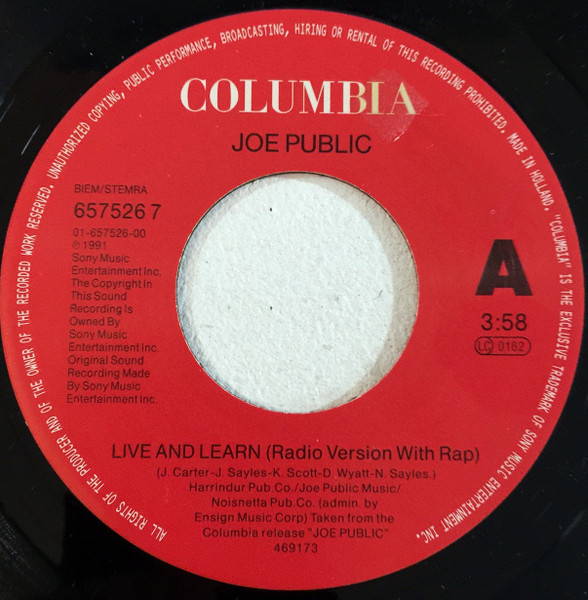 ALL RIGHTS OF THE PRODUCER AND OF THE OWNER OF THE RECORDED WORK RESERVED. UNAUTHORIZED COPYING, PUBLIC PERFORMANCE, BROADCASTING, HIRING OR RENTAL OF THIS RECORDING PROHIBITED. MADE IN HOLLAND. "COLUMBIA" IS THE EXCLUSIVE TRADEMARK OF SONY MUSIC ENTERTAINMENT INC.
COLUMBIA
JOE PUBLIC
BIEM/STEMRA
657526 7
01-657526-00
℗ 1991
Sony Music
Entertainment Inc.
The Copyright In
This Sound
Recording Is
Owned By
Sony Music
Entertainment Inc.
Original Sound
Recording Made
By Sony Music
Entertainment Inc.
A
3:58
LC 0162
LIVE AND LEARN (Radio Version With Rap)
(J. Carter-J. Sayles-K. Scott-D. Wyatt-N. Sayles.)
Harrindur Pub.Co./Joe Public Music/
Noisnetta Pub.Co. (admin. by
Ensign Music Corp) Taken from the
Columbia release "JOE PUBLIC"
469173